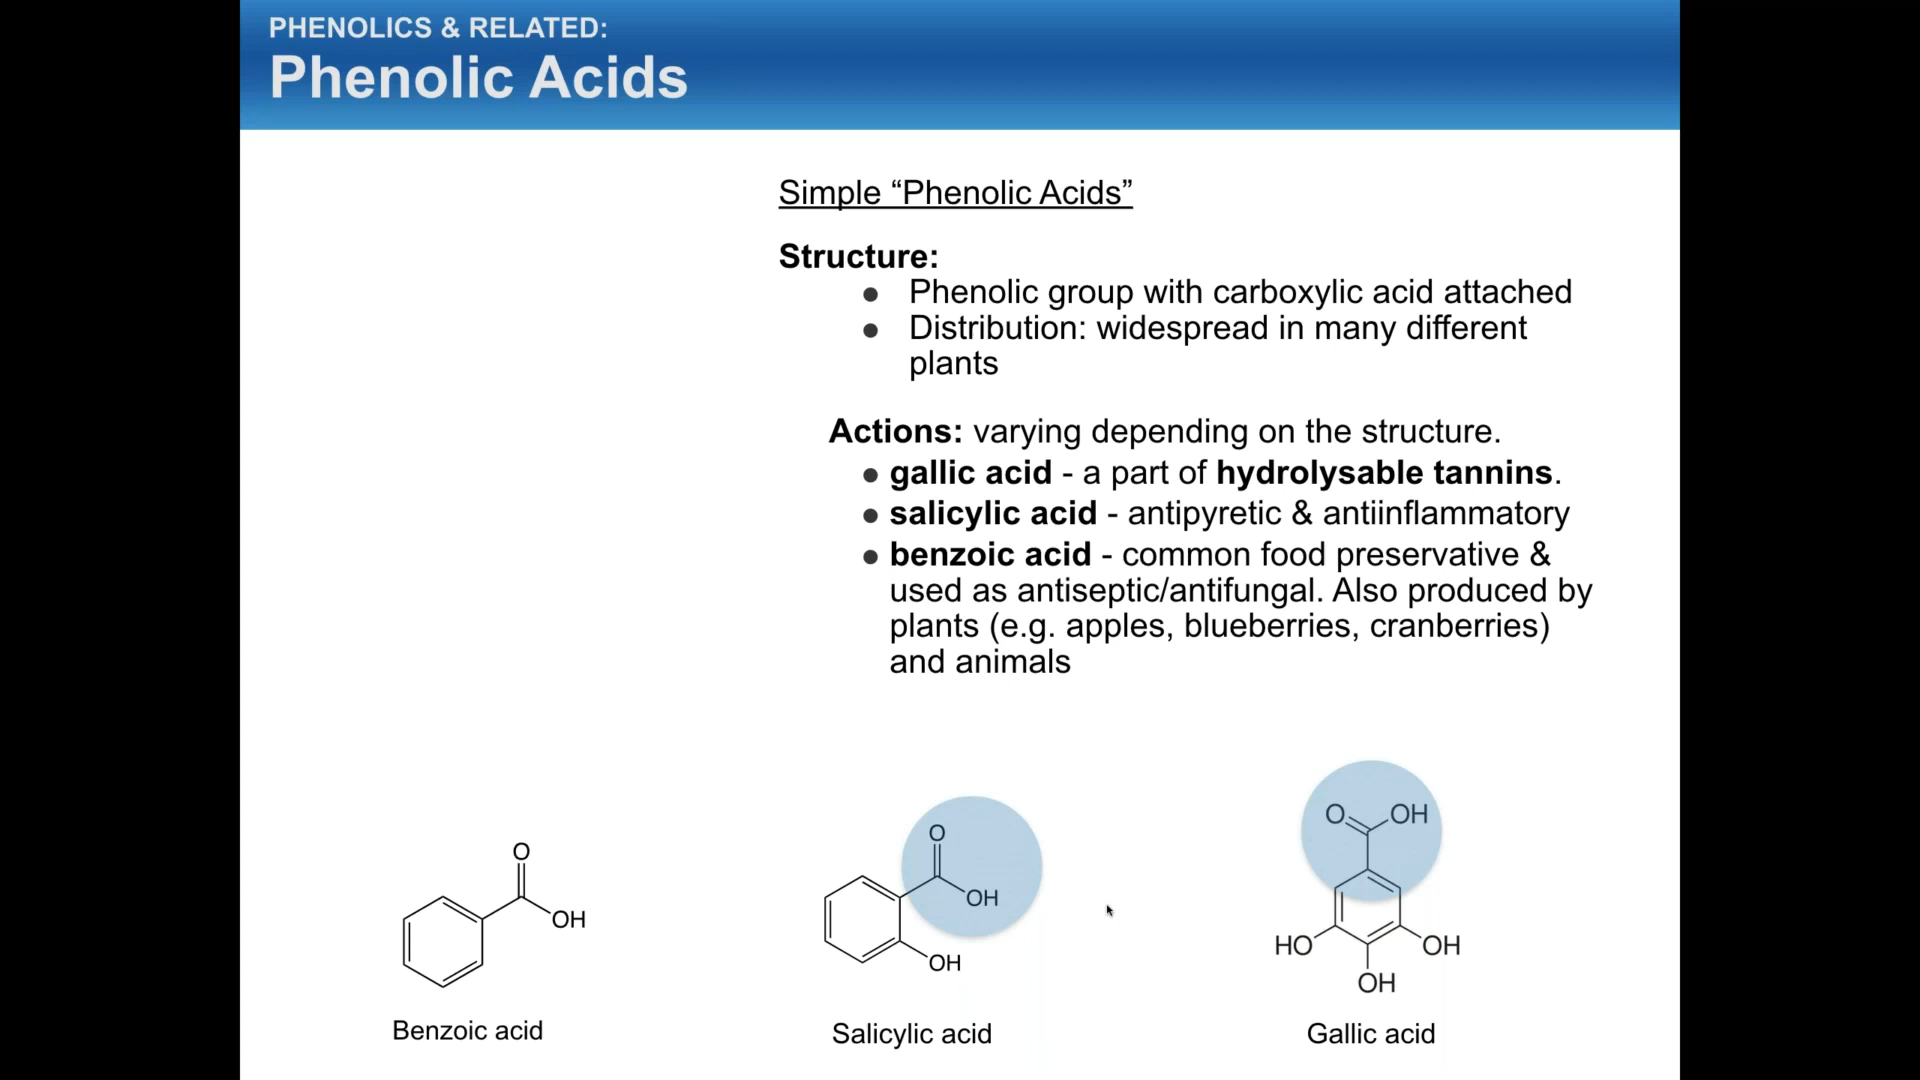 PHENOLICS & RELATED:
Phenolic Acids
Simple “Phenolic Acids”
Structure:
● Phenolic group with carboxylic acid attached
● Distribution: widespread in many different
plants
Actions: varying depending on the structure.
● gallic acid - a part of hydrolysable tannins.
● salicylic acid - antipyretic & antiinflammatory
● benzoic acid - common food preservative &
used as antiseptic/antifungal. Also produced by
plants (e.g. apples, blueberries, cranberries)
and animals
O
OH
Benzoic acid
O
OH
OH
Salicylic acid
O OH
HO OH
OH
Gallic acid